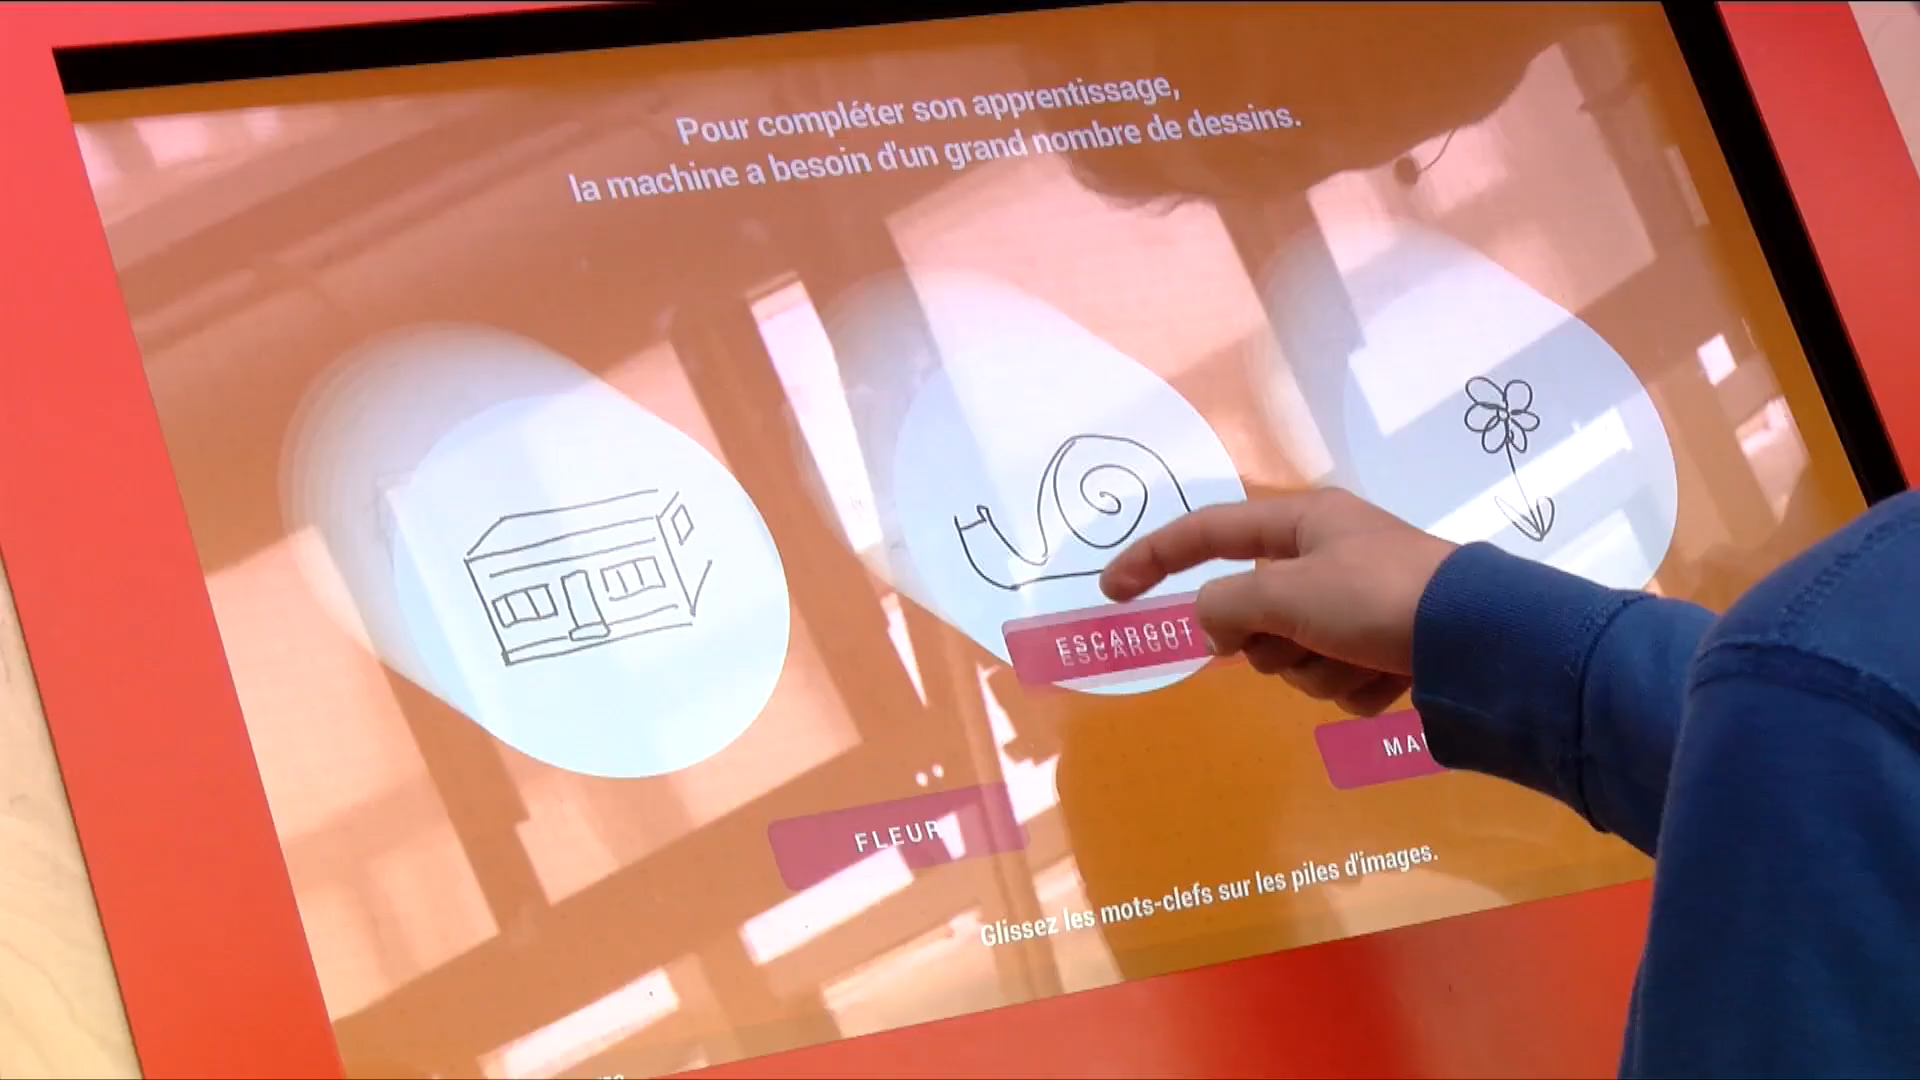 Pour compléter son apprentissage,
la machine a besoin d'un grand nombre de dessins.
ESCARGOT
FLEUR
Glissez les mots-clefs sur les piles d'images.